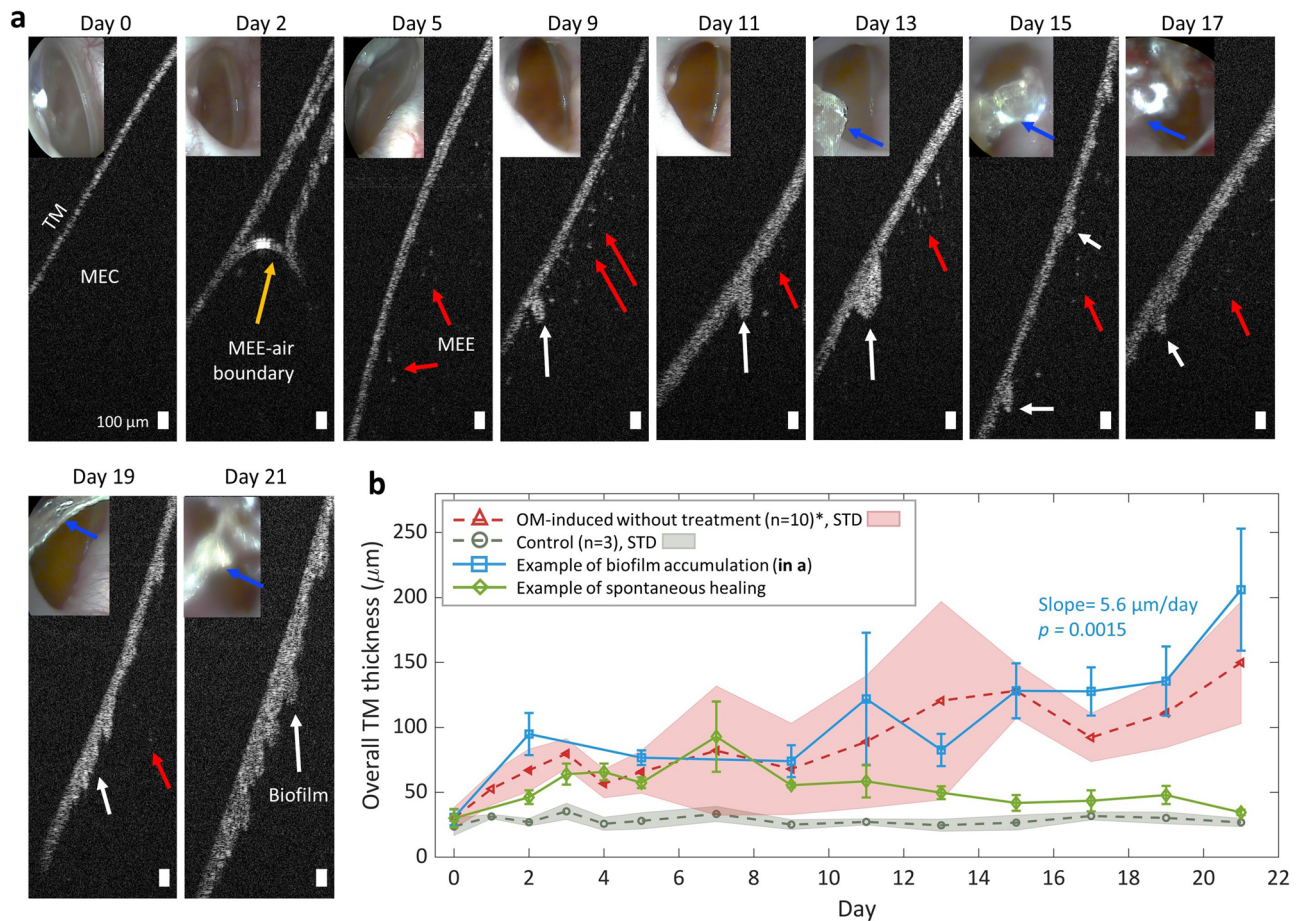 a
Day 0
Day 2
Day 5
Day 9
Day 11
Day 13
Day 15
Day 17
TM
MEC
MEE-air
boundary
MEE
100 μm
Day 19
Day 21
Biofilm
b
OM-induced without treatment (n=10)*, STD
Control (n=3), STD
Example of biofilm accumulation (in a)
Example of spontaneous healing
Slope= 5.6 μm/day
p = 0.0015
Overall TM thickness (μm)
250
200
150
100
50
0
0 2 4 6 8 10 12 14 16 18 20 22
Day